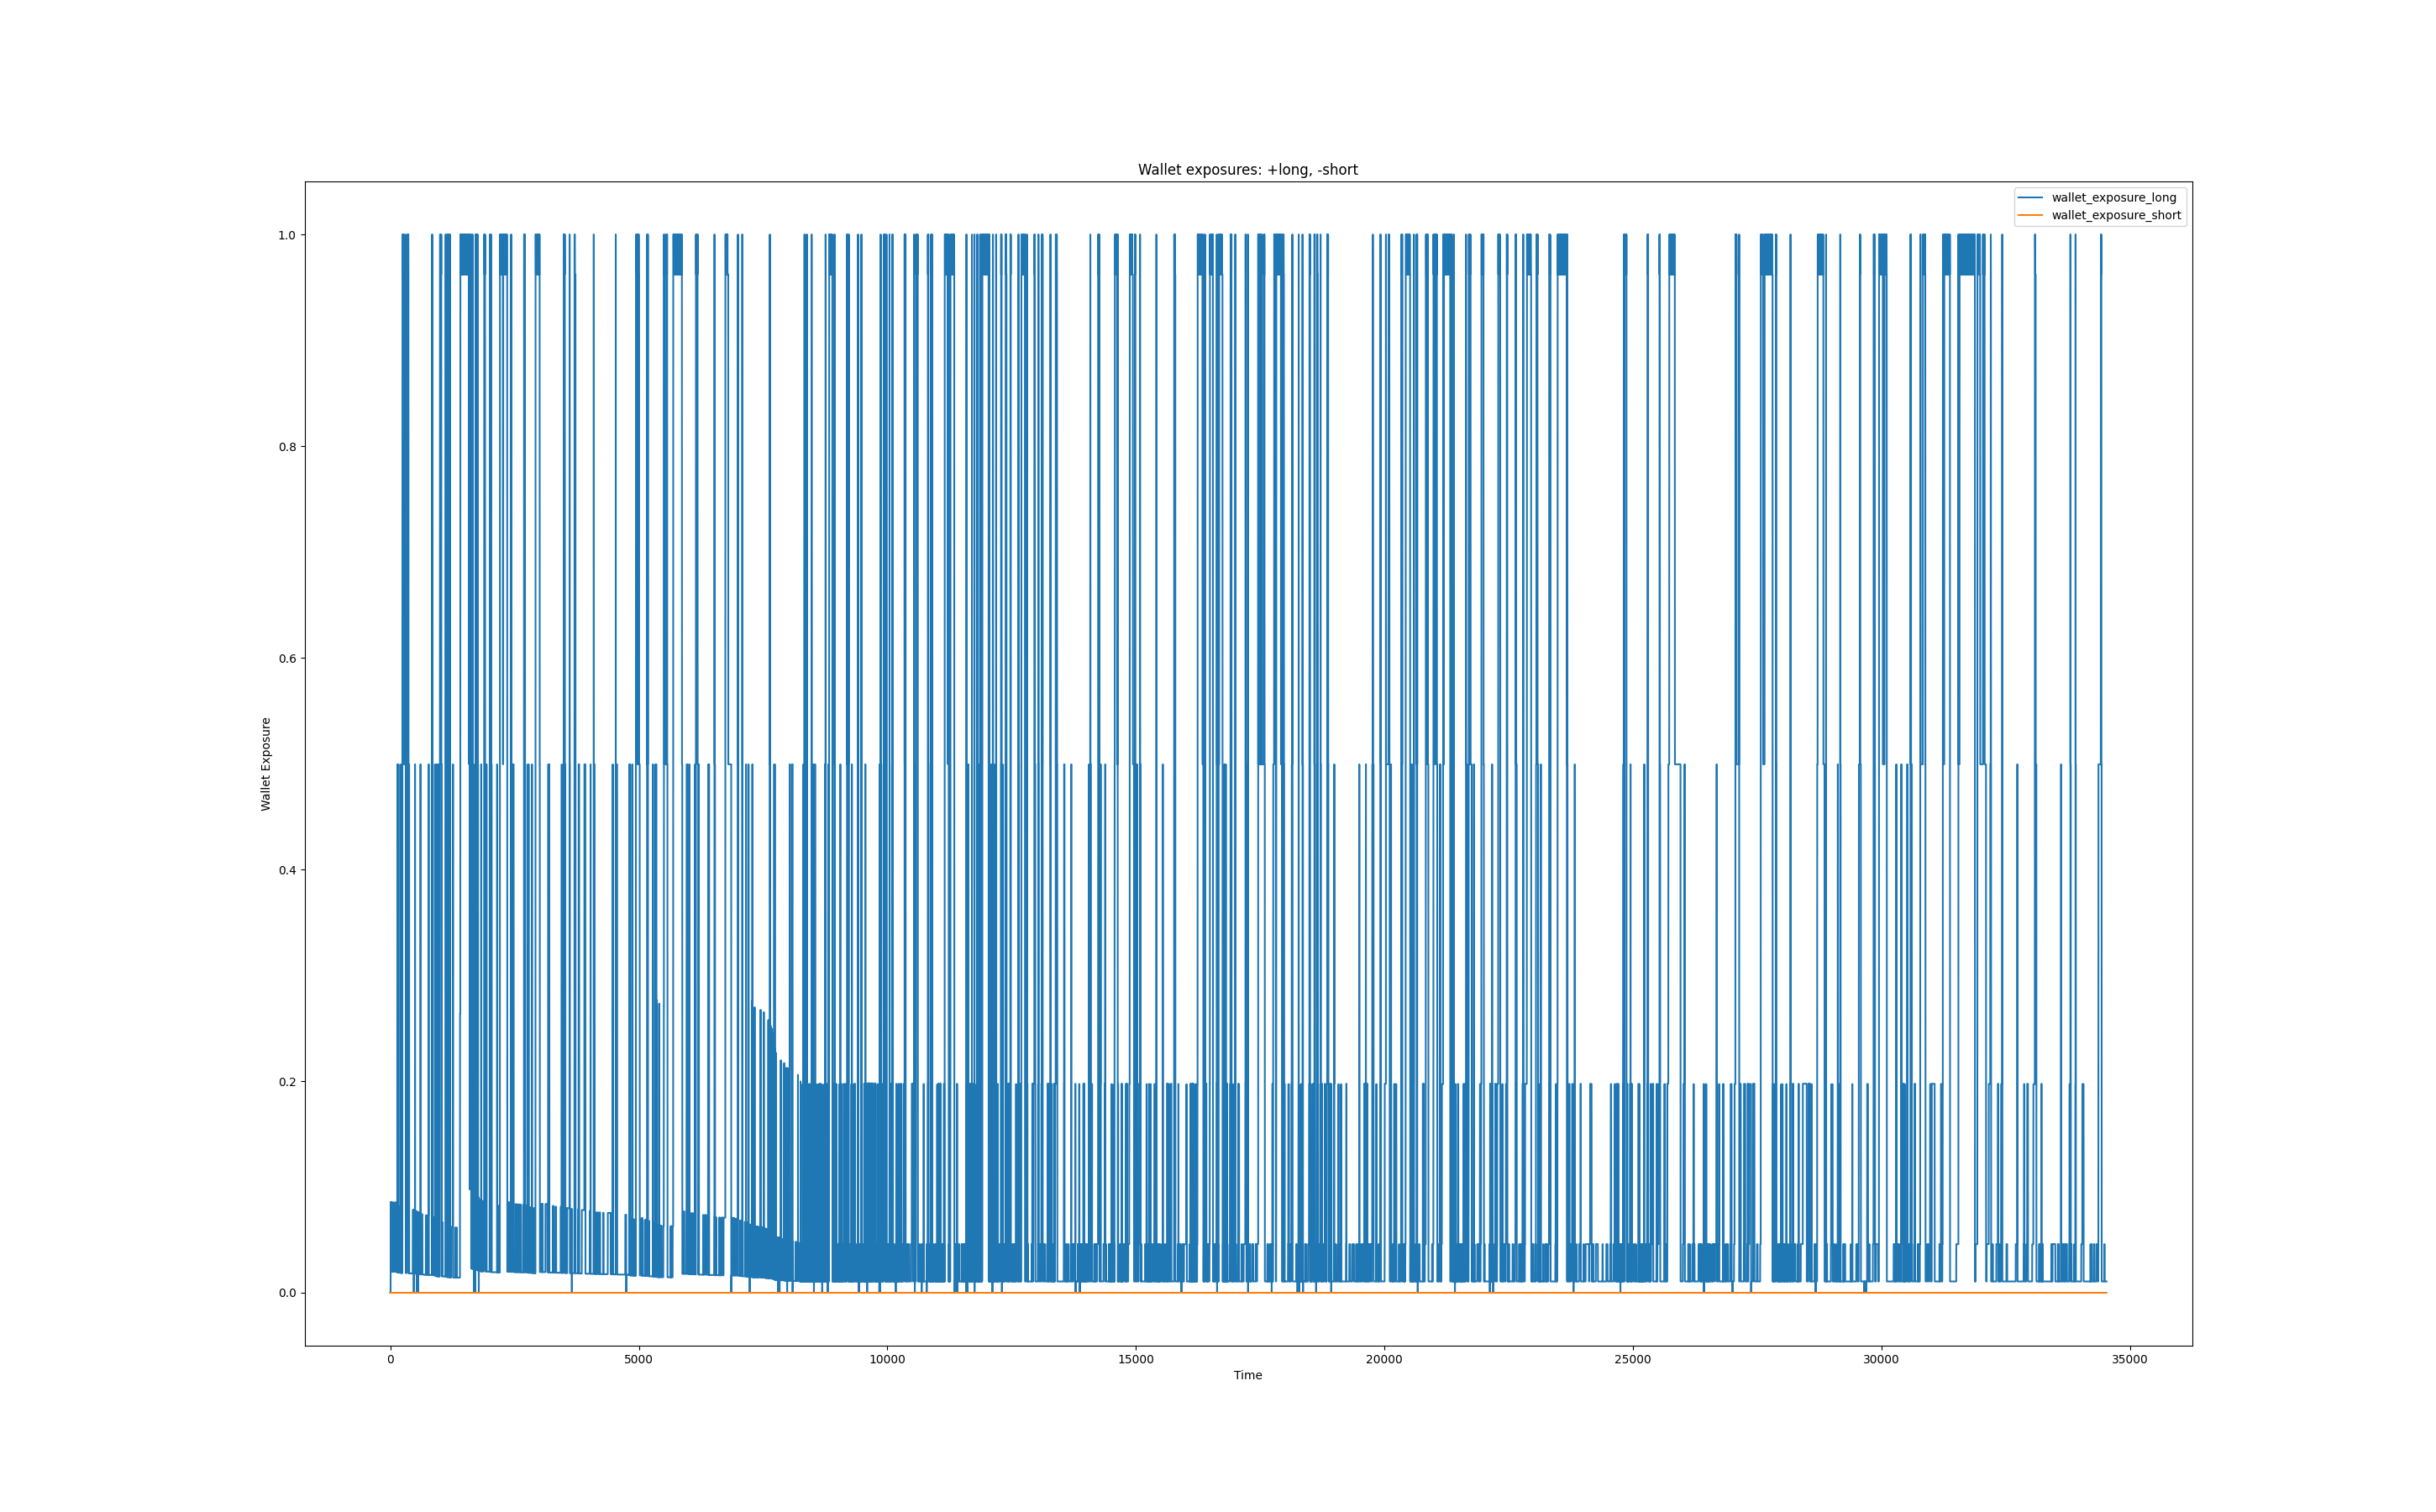 Wallet exposures: +long, -short
wallet_exposure_long
wallet_exposure_short
1.0
0.8
0.6
0.4
0.2
0.0
Wallet Exposure
0 5000 10000 15000 20000 25000 30000 35000
Time